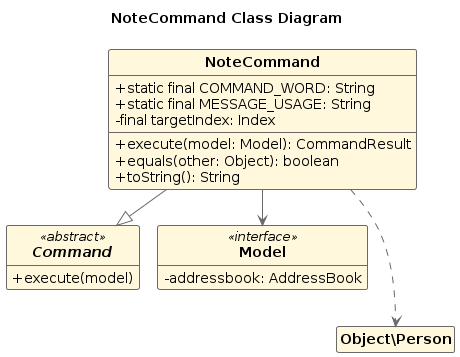 NoteCommand Class Diagram
NoteCommand
+static final COMMAND_WORD: String
+static final MESSAGE_USAGE: String
-final targetIndex: Index
+execute(model: Model): CommandResult
+equals(other: Object): boolean
+toString(): String
«abstract»
Command
+execute(model)
«interface»
Model
-addressbook: AddressBook
Object\Person